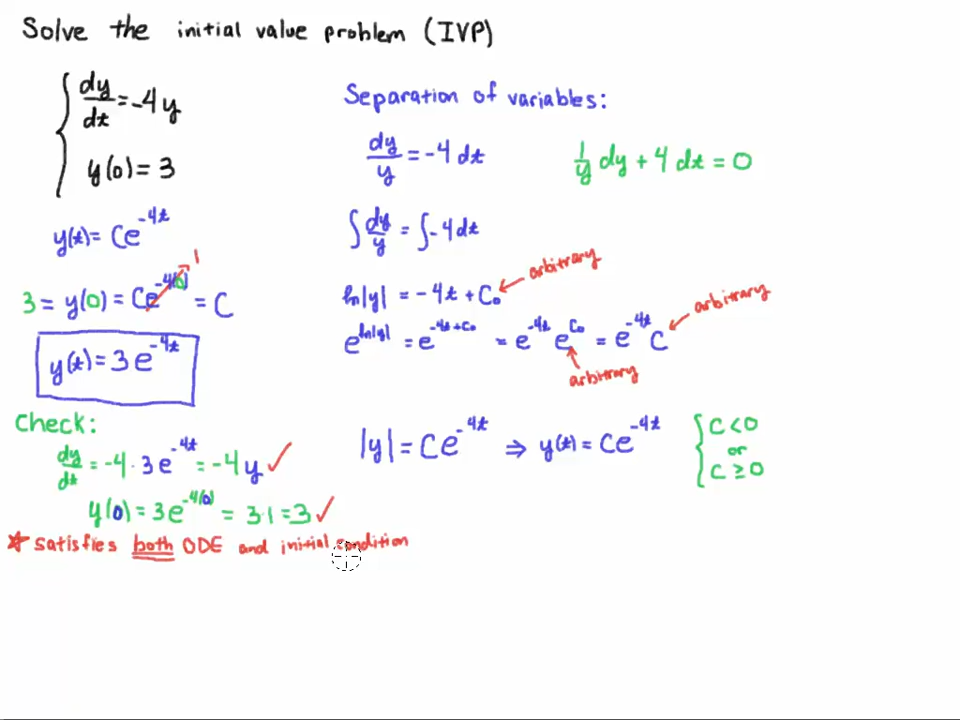 Solve the initial value problem (IVP)
dy/dt = -4y
y(0) = 3
y(t) = Ce^{-4t}
3 = y(0) = Ce^{-4(0)} = C
1
y(t) = 3e^{-4t}
Check:
dy/dt = -4 · 3e^{-4t} = -4y ✓
y(0) = 3e^{-4(0)} = 3·1 = 3 ✓
★ satisfies both ODE and initial condition
Separation of variables:
dy/y = -4 dt
1/y dy + 4 dt = 0
∫ dy/y = ∫ -4 dt
ln|y| = -4t + C₀
arbitrary
e^{ln|y|} = e^{-4t+C₀} = e^{-4t} e^{C₀} = e^{-4t} C
arbitrary
arbitrary
|y| = Ce^{-4t} ⇒ y(t) = Ce^{-4t}
C < 0
or
C ≥ 0